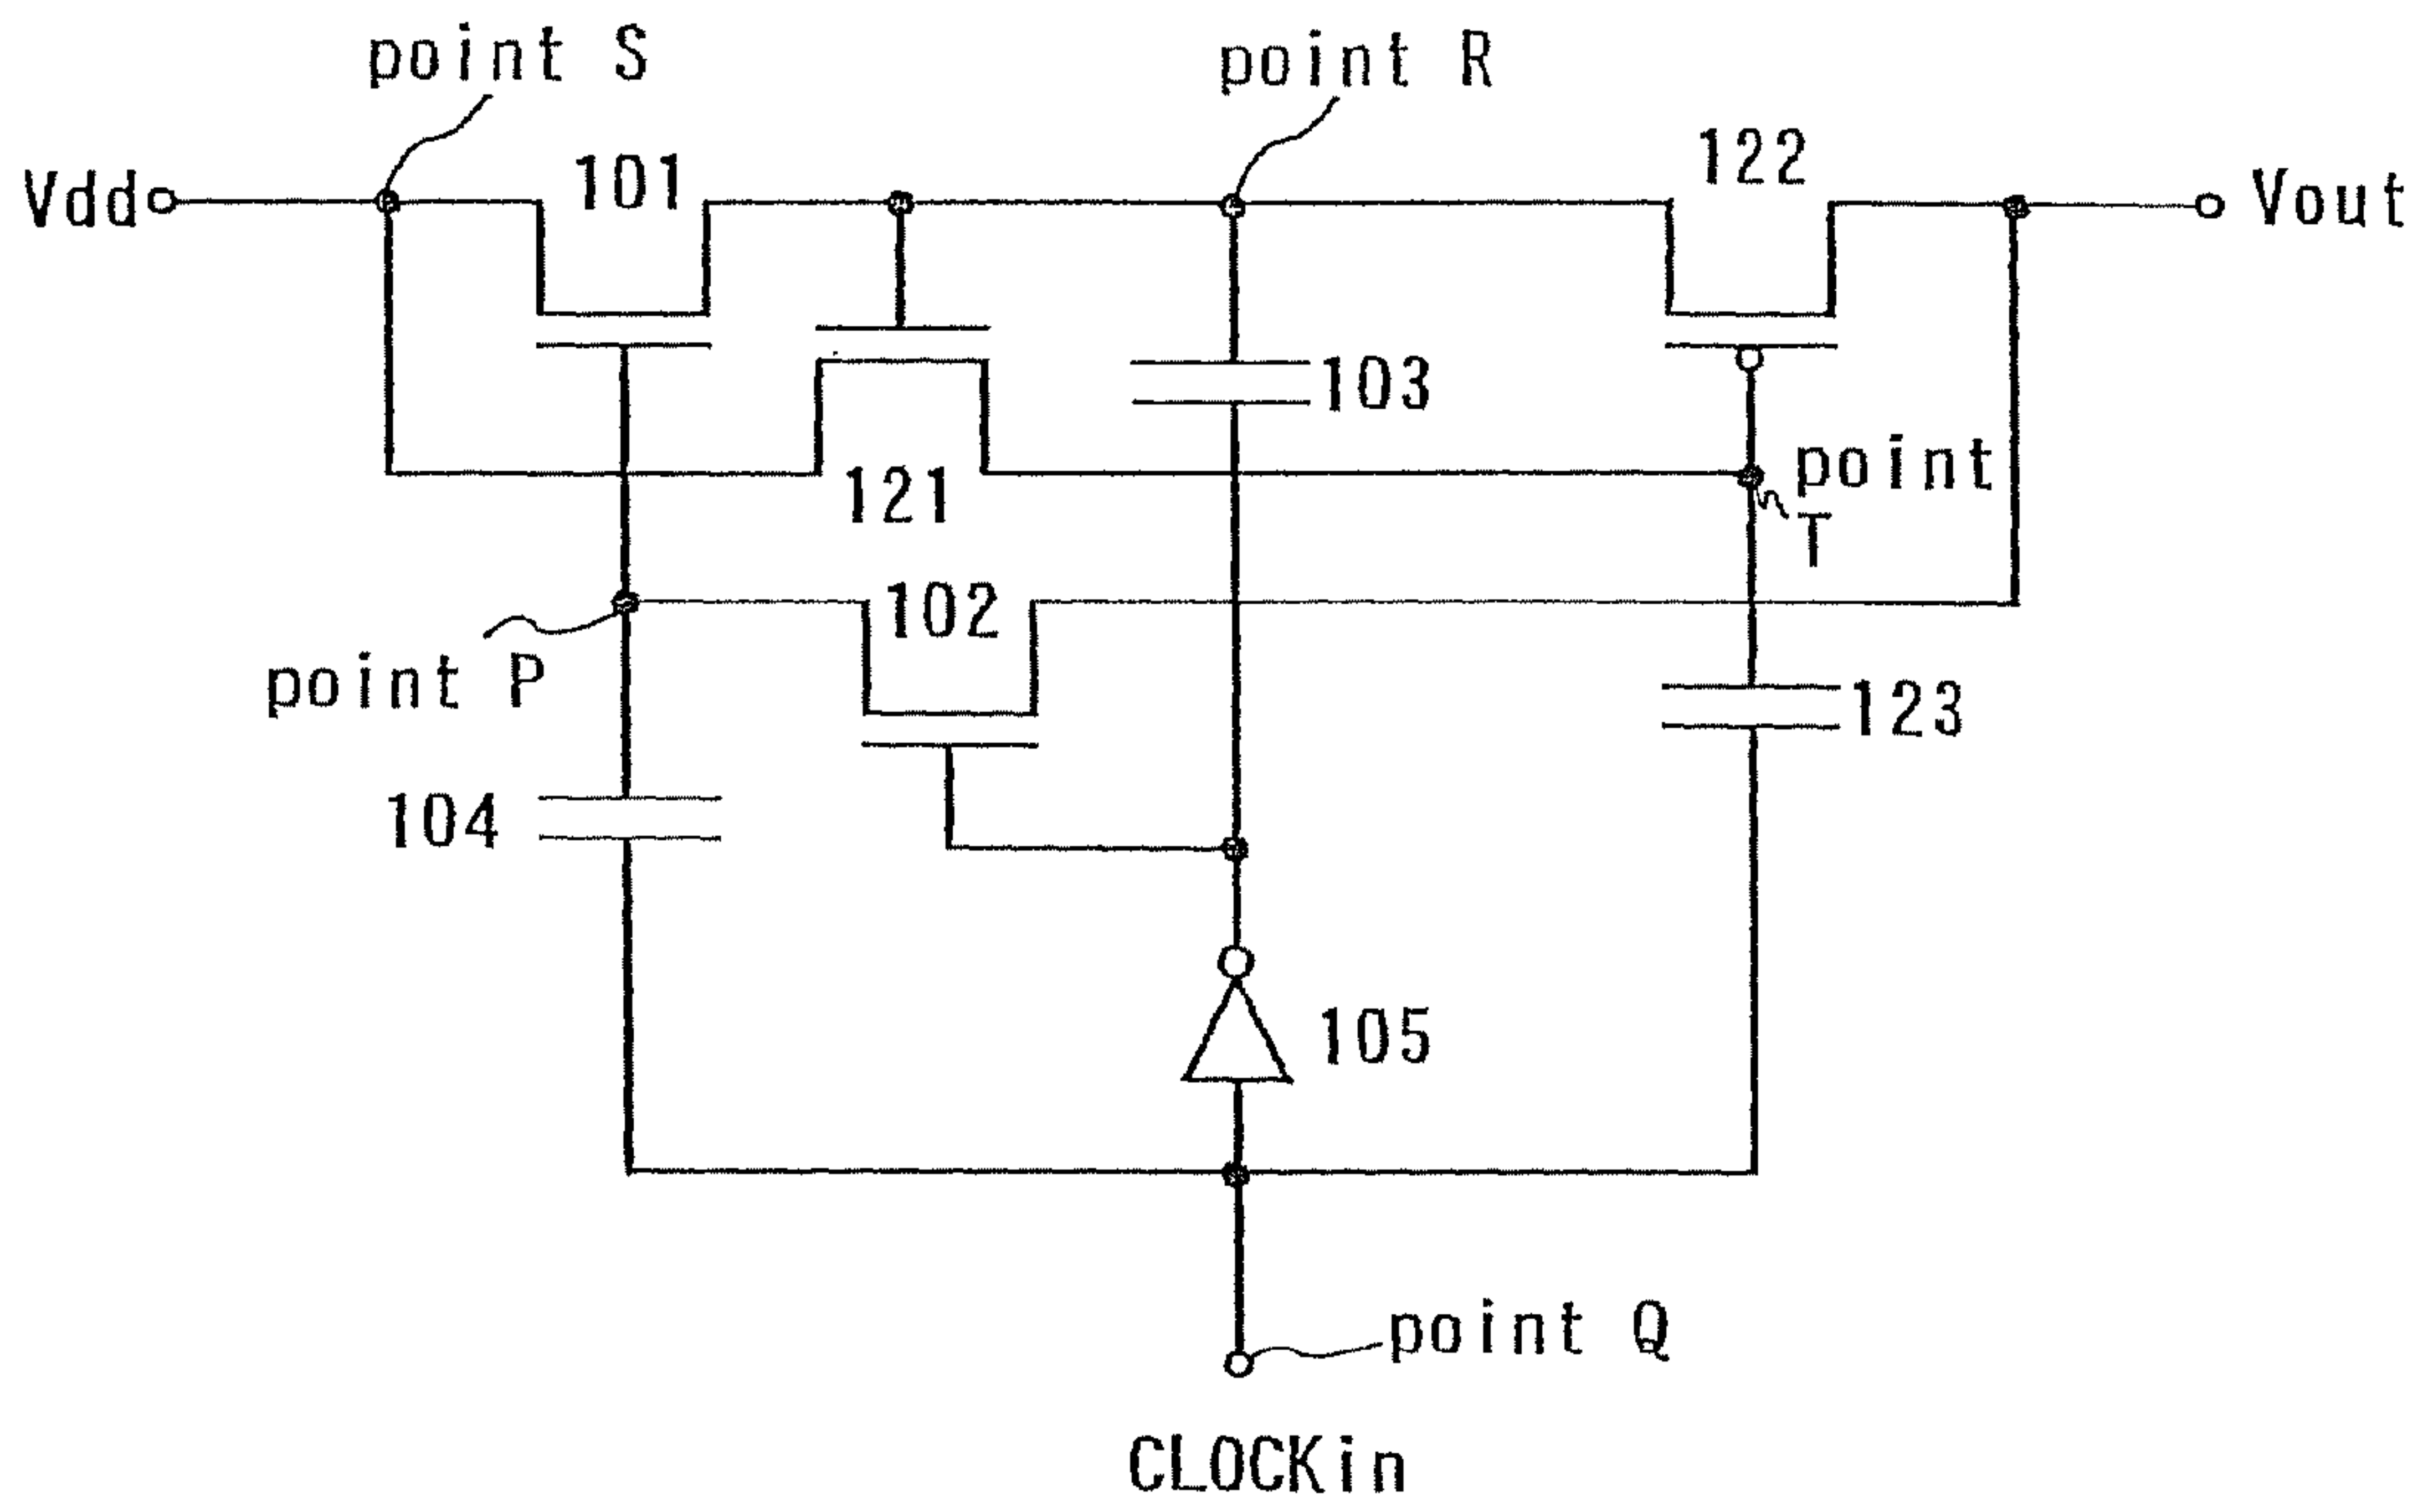 point S
point R
Vdd
101
122
Vout
103
121
point
T
102
point P
123
104
105
point Q
CLOCKin